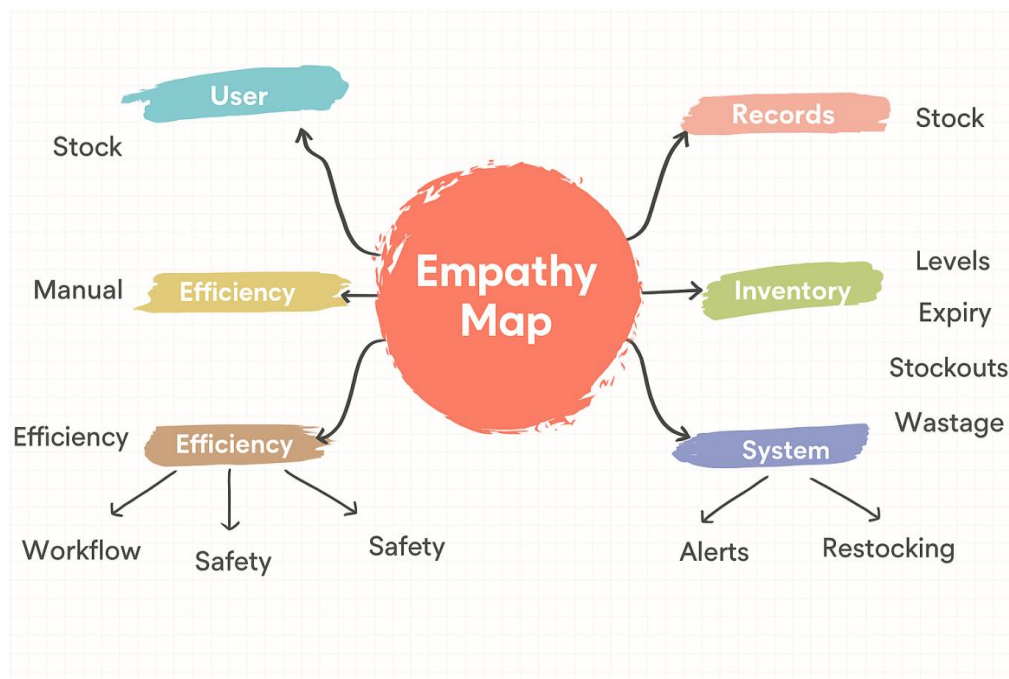 User
Stock
Manual
Efficiency
Efficiency
Efficiency
Workflow
Safety
Safety
Empathy
Map
Records
Stock
Inventory
Levels
Expiry
Stockouts
Wastage
System
Alerts
Restocking